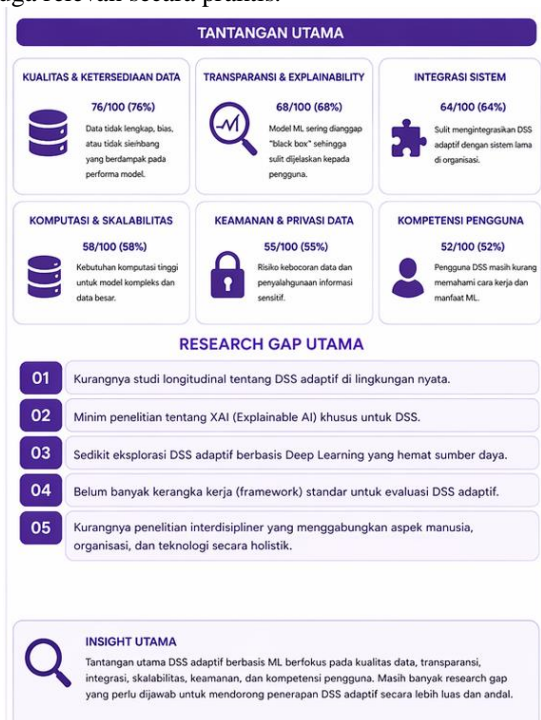 uga relevan secara praktis.
TANTANGAN UTAMA
KUALITAS & KETERSEDIAAN DATA
76/100 (76%)
Data tidak lengkap, bias,
atau tidak siembang
yang berdampak pada
performa model.
TRANSPARANSI & EXPLAINABILITY
68/100 (68%)
Model ML sering dianggap
"black box" sehingga
sulit dijelaskan kepada
pengguna.
INTEGRASI SISTEM
64/100 (64%)
Sulit mengintegrasikan DSS
adaptif dengan sistem lama
di organisasi.
KOMPUTASI & SKALABILITAS
58/100 (58%)
Kebutuhan komputasi tinggi
untuk model kompleks dan
data besar.
KEAMANAN & PRIVASI DATA
55/100 (55%)
Risiko kebocoran data dan
penyalahgunaan informasi
sensitif.
KOMPETENSI PENGGUNA
52/100 (52%)
Pengguna DSS masih kurang
memahami cara kerja dan
manfaat ML.
RESEARCH GAP UTAMA
01 Kurangnya studi longitudinal tentang DSS adaptif di lingkungan nyata.
02 Minim penelitian tentang XAI (Explainable AI) khusus untuk DSS.
03 Sedikit eksplorasi DSS adaptif berbasis Deep Learning yang hemat sumber daya.
04 Belum banyak kerangka kerja (framework) standar untuk evaluasi DSS adaptif.
05 Kurangnya penelitian interdisipliner yang menggabungkan aspek manusia,
organisasi, dan teknologi secara holistik.
INSIGHT UTAMA
Tantangan utama DSS adaptif berbasis ML berfokus pada kualitas data, transparansi,
integrasi, skalabilitas, keamanan, dan kompetensi pengguna. Masih banyak research gap
yang perlu dijawab untuk mendorong penerapan DSS adaptif secara lebih luas dan andal.